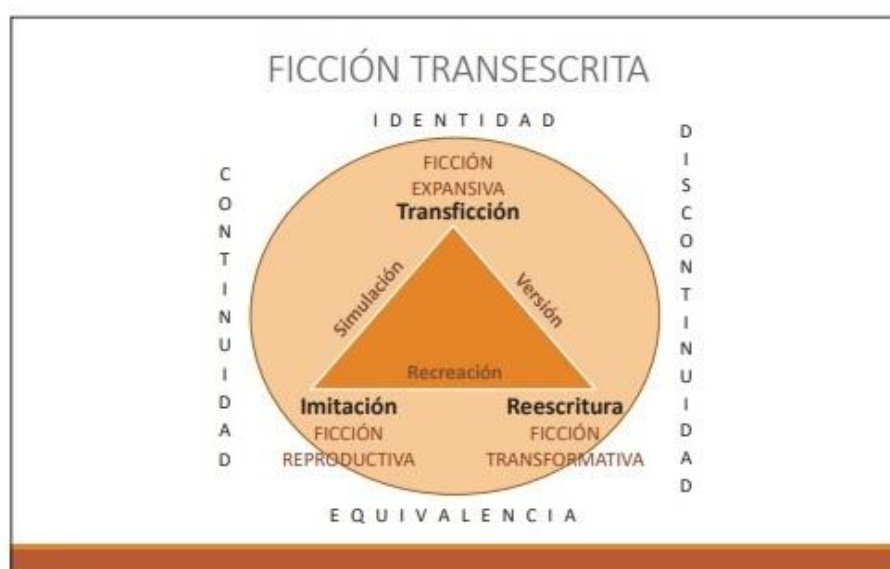 FICCIÓN TRANSESCRITA
IDENTIDAD
CONTINUIDAD
DISCONTINUIDAD
FICCIÓN
EXPANSIVA
Transficción
Simulación
Versión
Recreación
Imitación
FICCIÓN
REPRODUCTIVA
Reescritura
FICCIÓN
TRANSFORMATIVA
EQUIVALENCIA